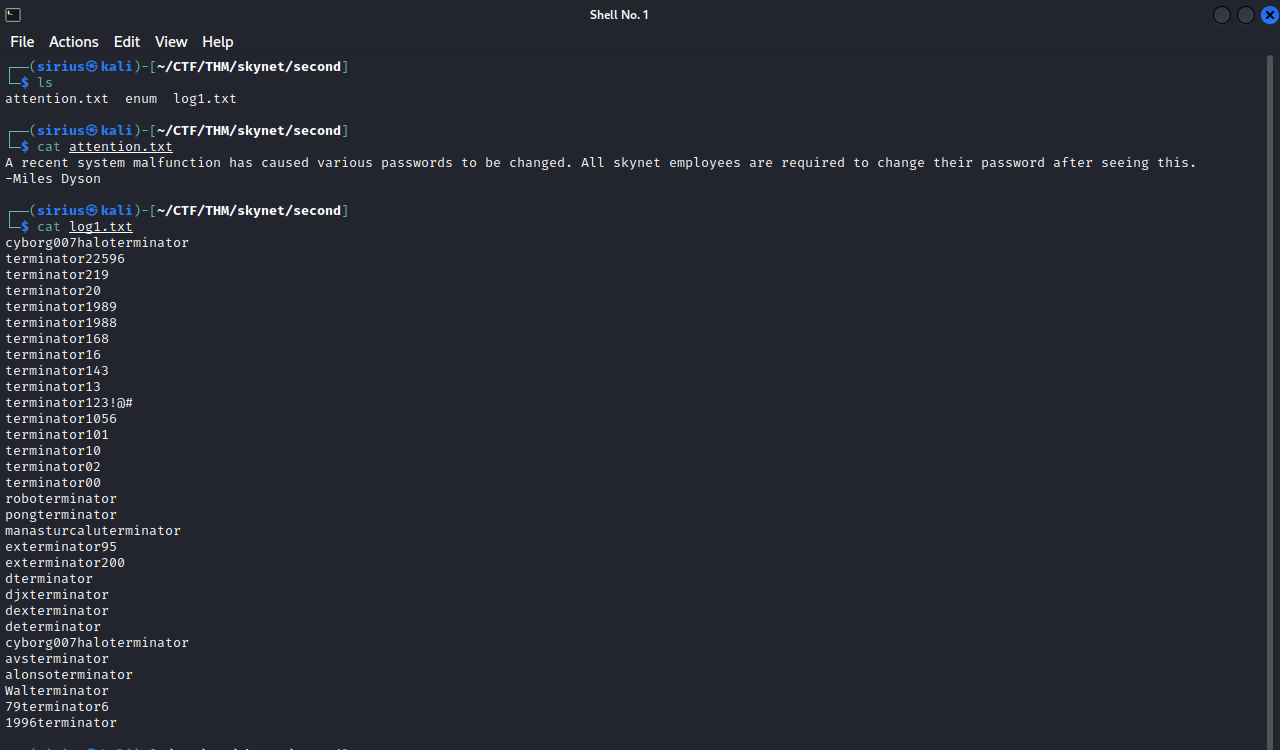 Shell No. 1
File Actions Edit View Help
┌──(sirius㉿kali)-[~/CTF/THM/skynet/second]
└─$ ls
attention.txt  enum  log1.txt
┌──(sirius㉿kali)-[~/CTF/THM/skynet/second]
└─$ cat attention.txt
A recent system malfunction has caused various passwords to be changed. All skynet employees are required to change their password after seeing this.
-Miles Dyson
┌──(sirius㉿kali)-[~/CTF/THM/skynet/second]
└─$ cat log1.txt
cyborg007haloterminator
terminator22596
terminator219
terminator20
terminator1989
terminator1988
terminator168
terminator16
terminator143
terminator13
terminator123!@#
terminator1056
terminator101
terminator10
terminator02
terminator00
roboterminator
pongterminator
manasturcaluterminator
exterminator95
exterminator200
dterminator
djxterminator
dexterminator
determinator
cyborg007haloterminator
avsterminator
alonsoterminator
Walterminator
79terminator6
1996terminator